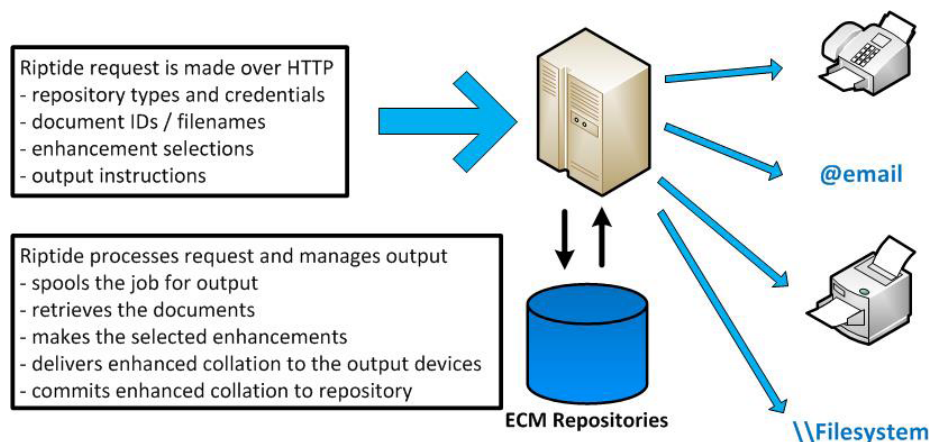 Riptide request is made over HTTP
- repository types and credentials
- document IDs / filenames
- enhancement selections
- output instructions
Riptide processes request and manages output
- spools the job for output
- retrieves the documents
- makes the selected enhancements
- delivers enhanced collation to the output devices
- commits enhanced collation to repository
ECM Repositories
@email
\\Filesystem